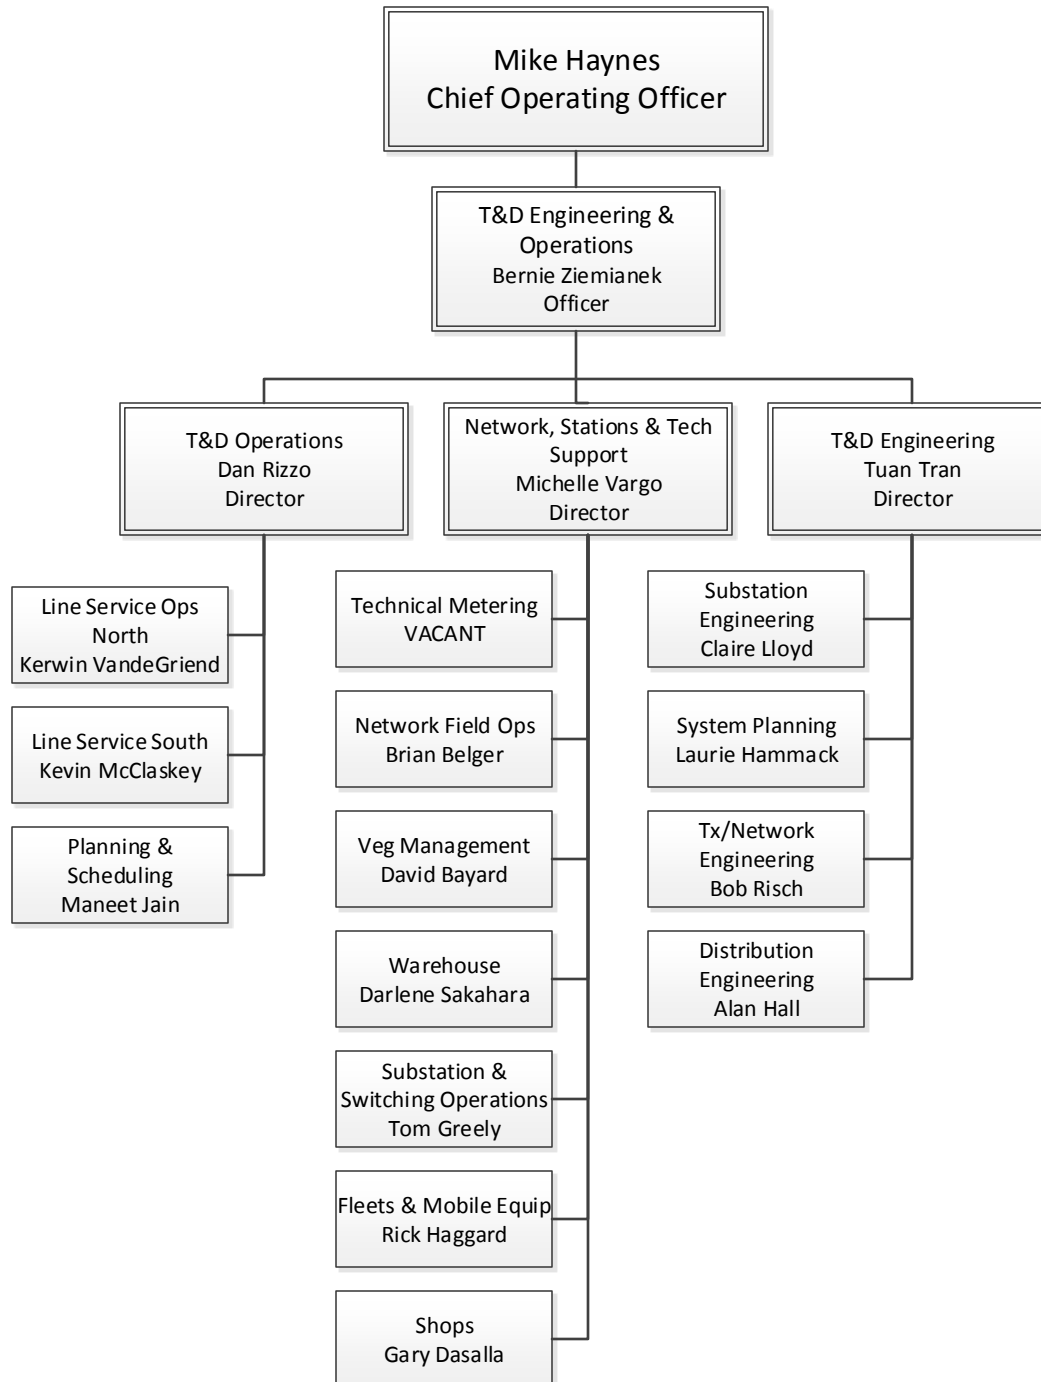 Mike Haynes
Chief Operating Officer
T&D Engineering &
Operations
Bernie Ziemianek
Officer
T&D Operations
Dan Rizzo
Director
Network, Stations & Tech
Support
Michelle Vargo
Director
T&D Engineering
Tuan Tran
Director
Line Service Ops
North
Kerwin VandeGriend
Line Service South
Kevin McClaskey
Planning &
Scheduling
Maneet Jain
Technical Metering
VACANT
Network Field Ops
Brian Belger
Veg Management
David Bayard
Warehouse
Darlene Sakahara
Substation &
Switching Operations
Tom Greely
Fleets & Mobile Equip
Rick Haggard
Shops
Gary Dasalla
Substation
Engineering
Claire Lloyd
System Planning
Laurie Hammack
Tx/Network
Engineering
Bob Risch
Distribution
Engineering
Alan Hall